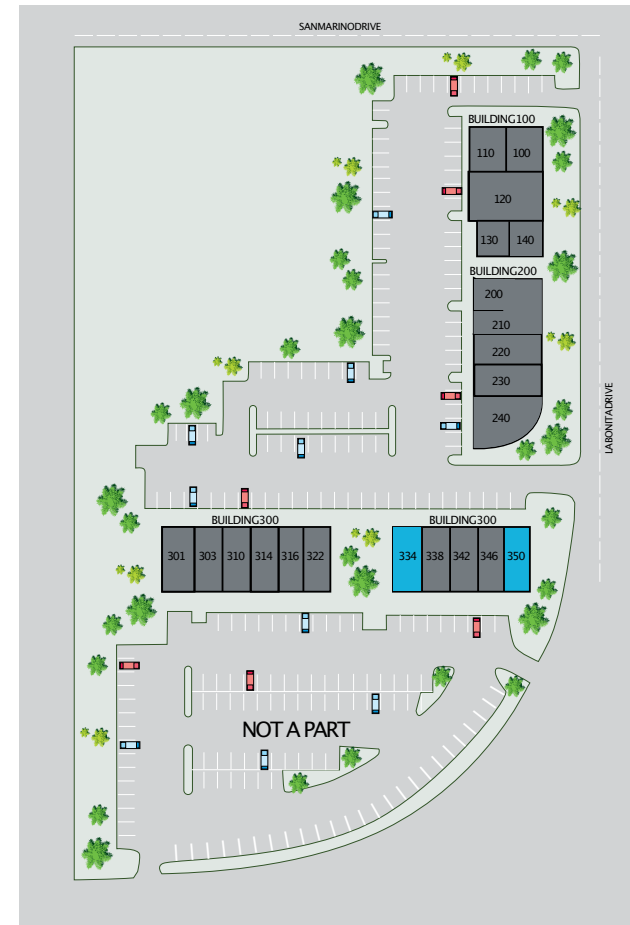 SANMARINODRIVE
BUILDING100
110 100
120
130 140
BUILDING200
200
210
220
230
240
LABONITADRIVE
BUILDING300 BUILDING300
301 303 310 314 316 322 334 338 342 346 350
NOT A PART